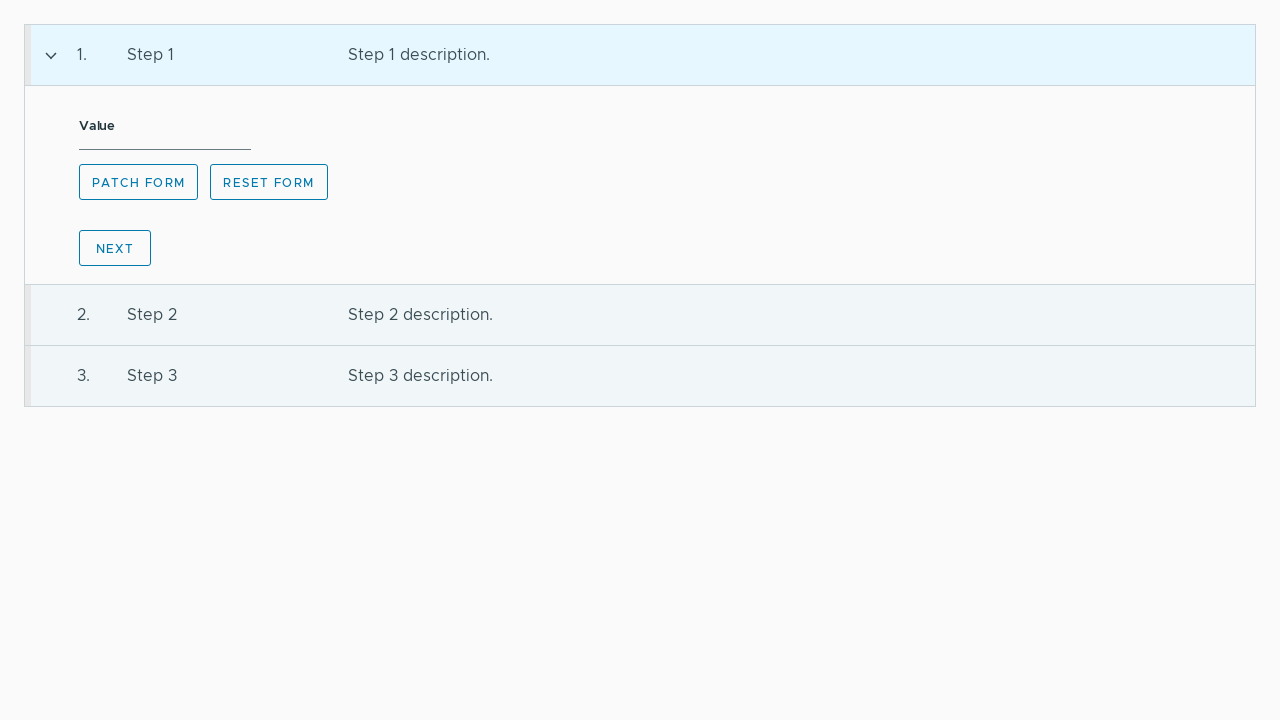 1. Step 1 Step 1 description.
Value
PATCH FORM RESET FORM
NEXT
2. Step 2 Step 2 description.
3. Step 3 Step 3 description.